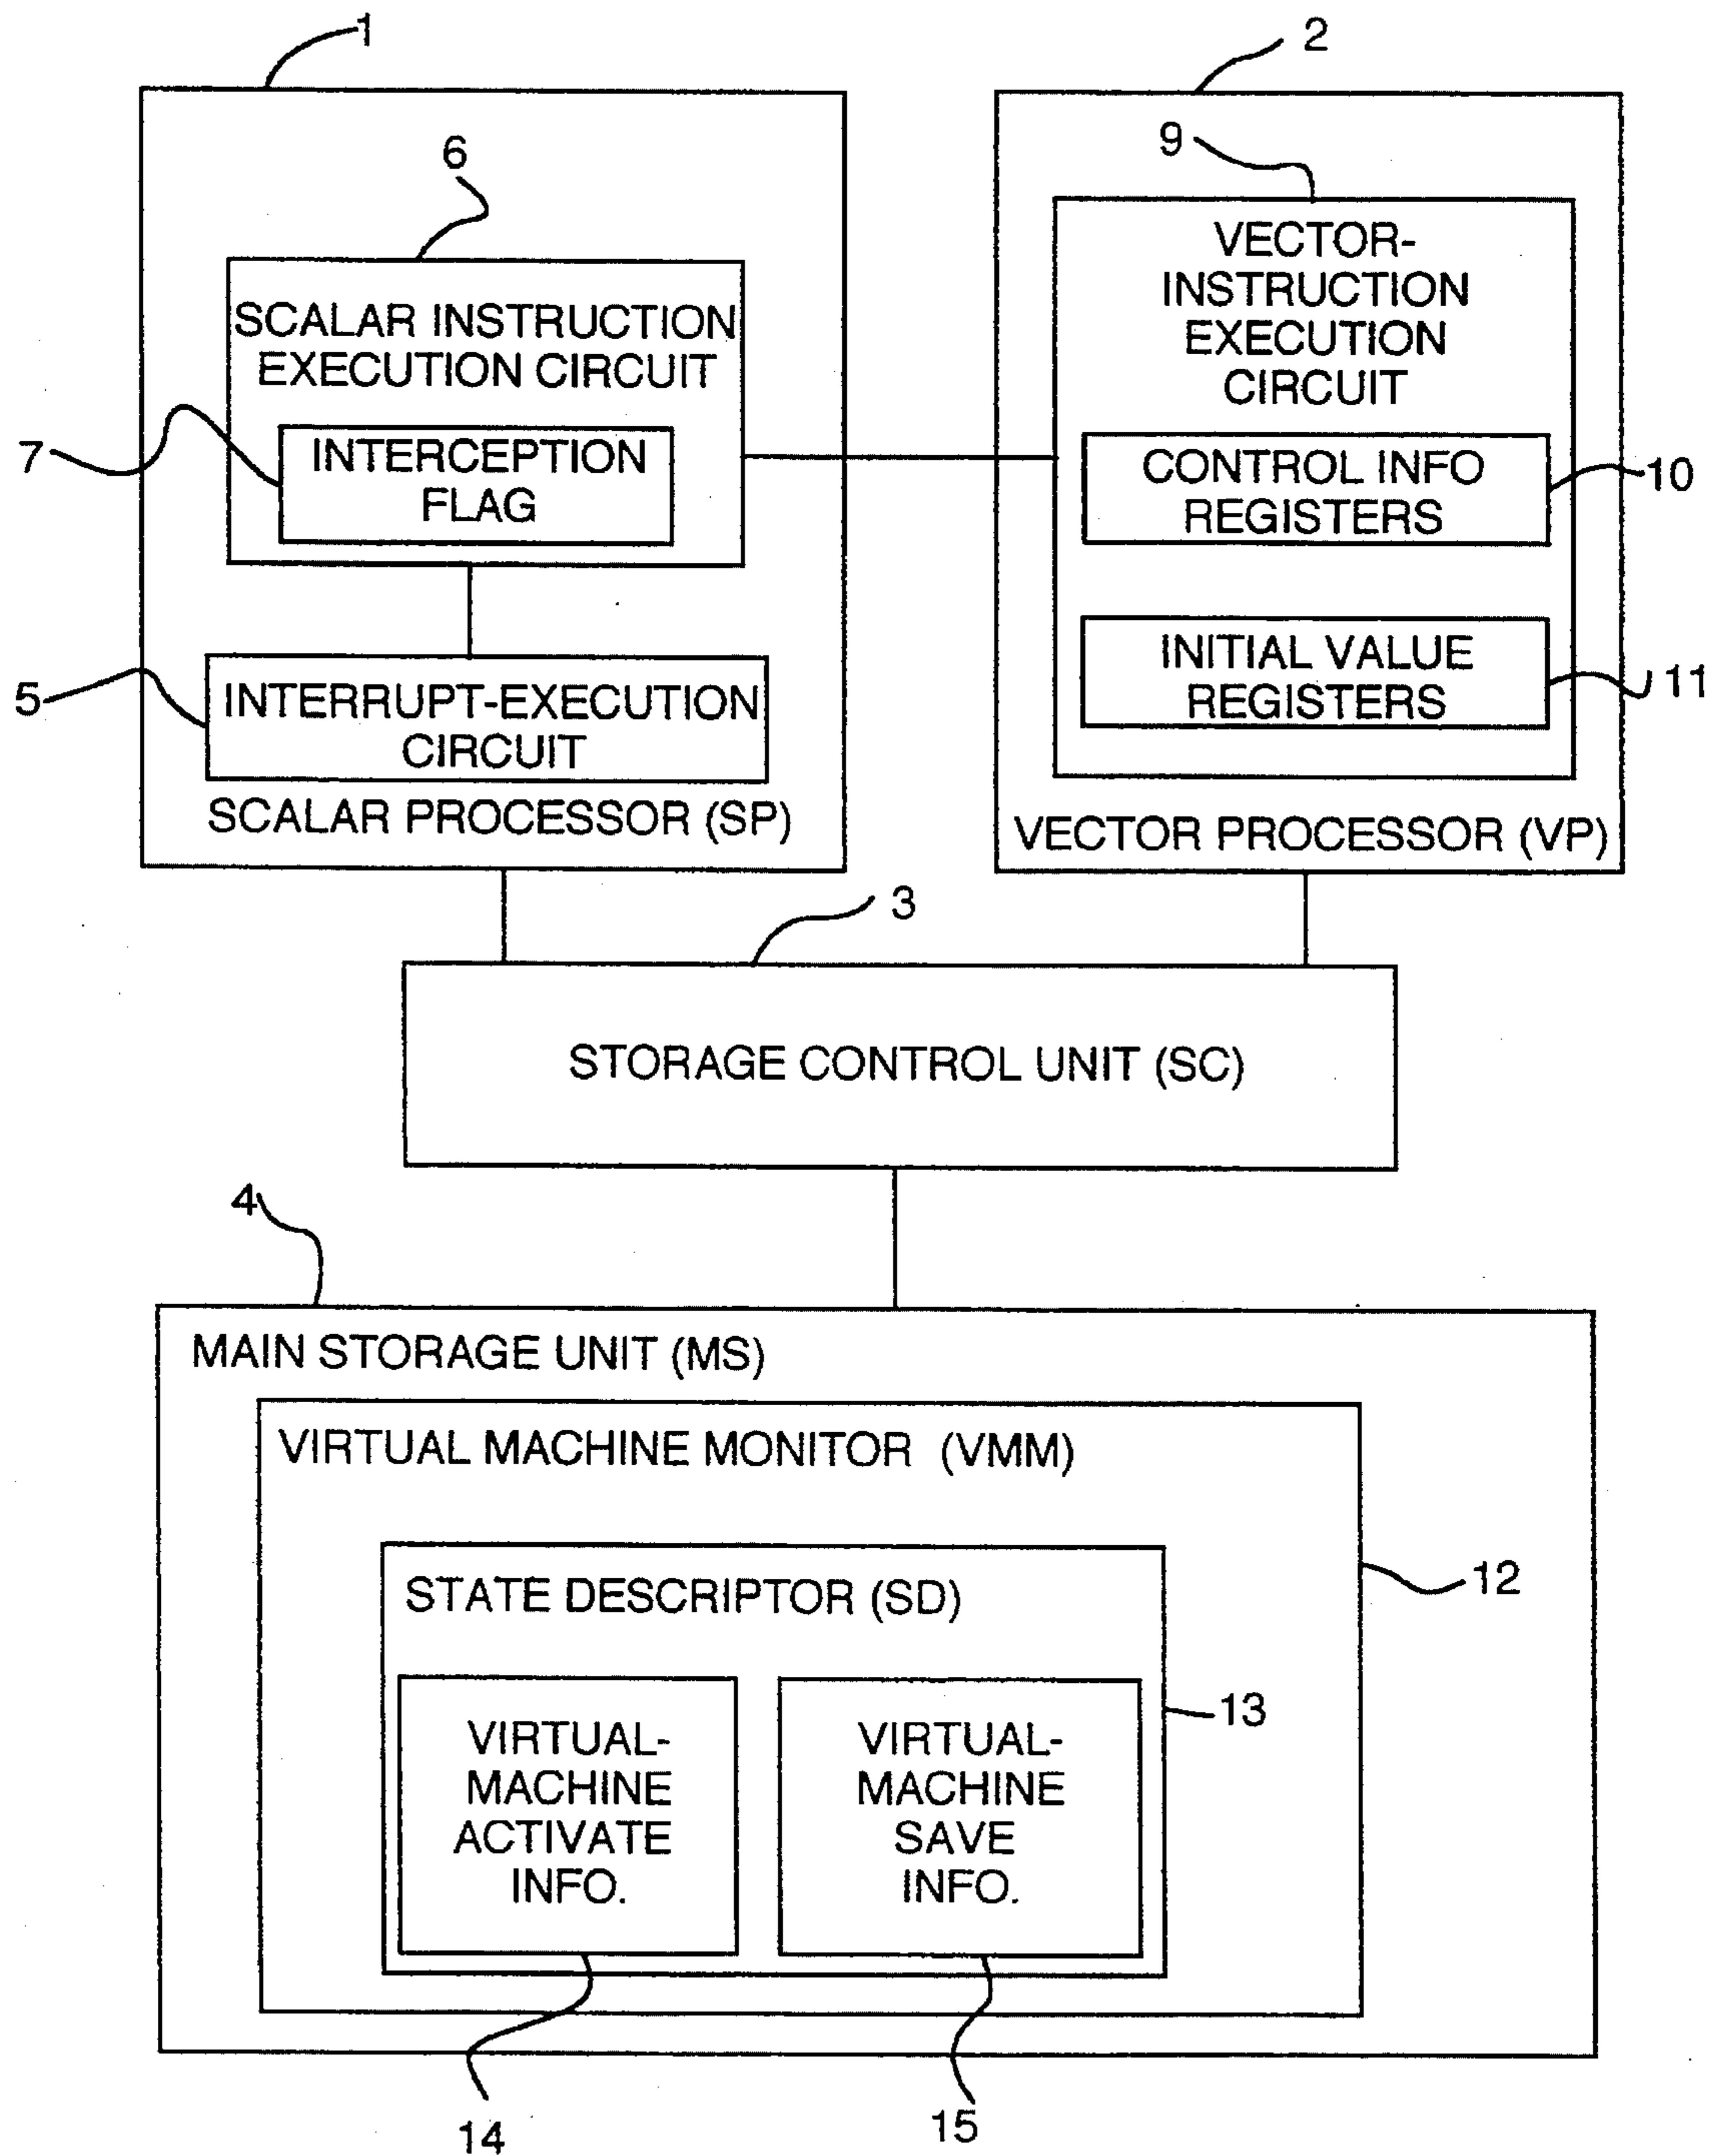 1
2
6
9
SCALAR INSTRUCTION
EXECUTION CIRCUIT
7
INTERCEPTION
FLAG
5
INTERRUPT-EXECUTION
CIRCUIT
SCALAR PROCESSOR (SP)
VECTOR-
INSTRUCTION
EXECUTION
CIRCUIT
CONTROL INFO
REGISTERS
10
INITIAL VALUE
REGISTERS
11
VECTOR PROCESSOR (VP)
3
STORAGE CONTROL UNIT (SC)
4
MAIN STORAGE UNIT (MS)
VIRTUAL MACHINE MONITOR (VMM)
12
STATE DESCRIPTOR (SD)
13
VIRTUAL-
MACHINE
ACTIVATE
INFO.
VIRTUAL-
MACHINE
SAVE
INFO.
14
15